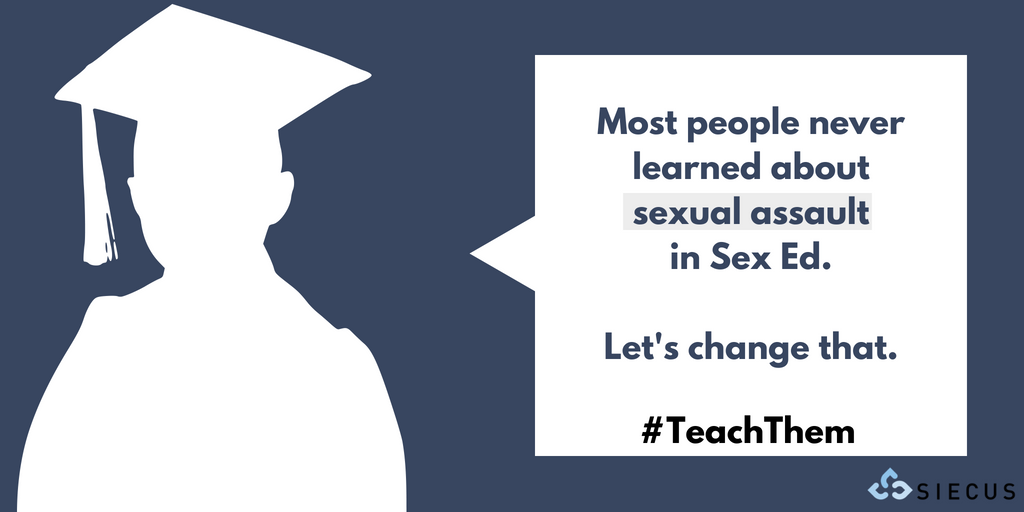 Most people never
learned about
sexual assault
in Sex Ed.
Let's change that.
#TeachThem
SIECUS